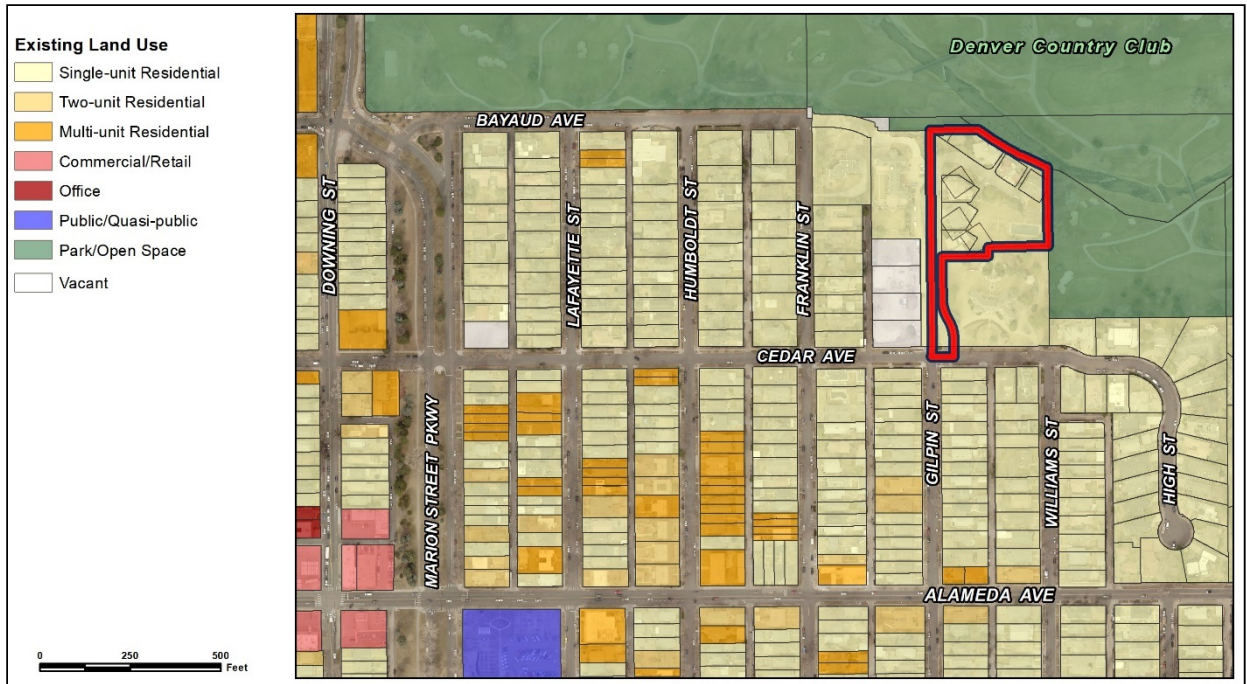 Existing Land Use
Single-unit Residential
Two-unit Residential
Multi-unit Residential
Commercial/Retail
Office
Public/Quasi-public
Park/Open Space
Vacant
0 250 500
Feet
Denver Country Club
BAYAUD AVE
DOWNING ST
LAFAYETTE ST
HUMBOLDT ST
FRANKLIN ST
CEDAR AVE
MARION STREET PKWY
GILPIN ST
WILLIAMS ST
HIGH ST
ALAMEDA AVE